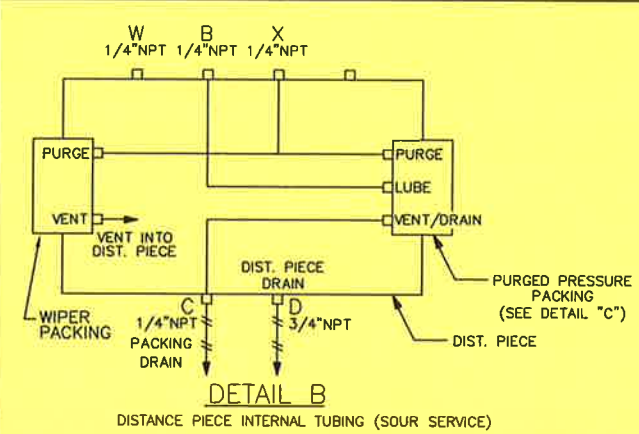 W B X
1/4"NPT 1/4"NPT 1/4"NPT
PURGE
PURGE
LUBE
VENT
VENT/DRAIN
VENT INTO
DIST. PIECE
DIST. PIECE
DRAIN
PURGED PRESSURE
PACKING
(SEE DETAIL "C")
WIPER
PACKING
C
1/4"NPT
PACKING
DRAIN
D
3/4"NPT
DIST. PIECE
DETAIL B
DISTANCE PIECE INTERNAL TUBING (SOUR SERVICE)